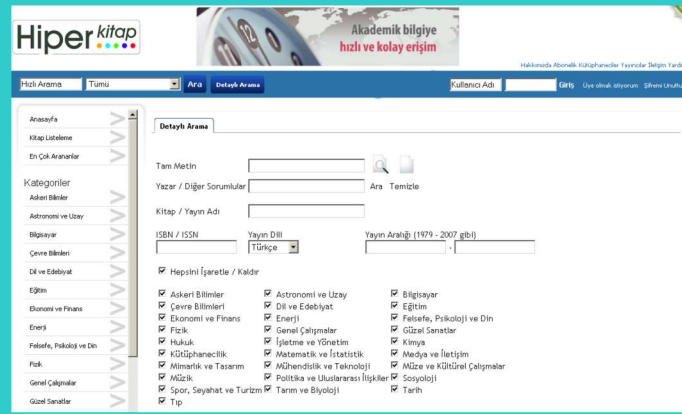 Hiper kitap
Akademik bilgiye
hızlı ve kolay erişim
Hakkımızda Abonelik Kütüphaneciler Yayıncılar İletişim
Hızlı Arama Tümü Ara Detaylı Arama Kullanıcı Adı Giriş Üye olmak istiyorum Şifremi
Anasayfa
Kitap Listeleme
En Çok Arananlar
Kategoriler
Askeri Bilimler
Astronomi ve Uzay
Bilgisayar
Çevre Bilimleri
Dil ve Edebiyat
Eğitim
Ekonomi ve Finans
Enerji
Felsefe, Psikoloji ve Din
Fizik
Genel Çalışmalar
Güzel Sanatlar
Detaylı Arama
Tam Metin
Yazar / Diğer Sorumlular Ara Temizle
Kitap / Yayın Adı
ISBN / ISSN Yayın Dili Yayın Aralığı (1979 - 2007 gibi)
Türkçe -
Hepsini İşaretle / Kaldır
Askeri Bilimler Astronomi ve Uzay Bilgisayar
Çevre Bilimleri Dil ve Edebiyat Eğitim
Ekonomi ve Finans Enerji Felsefe, Psikoloji ve Din
Fizik Genel Çalışmalar Güzel Sanatlar
Hukuk İşletme ve Yönetim Kimya
Kütüphanecilik Matematik ve İstatistik Medya ve İletişim
Mimarlık ve Tasarım Mühendislik ve Teknoloji Müze ve Kültürel Çalışmalar
Müzik Politika ve Uluslararası İlişkiler Sosyoloji
Spor, Seyahat ve Turizm Tarım ve Biyoloji Tarih
Tıp